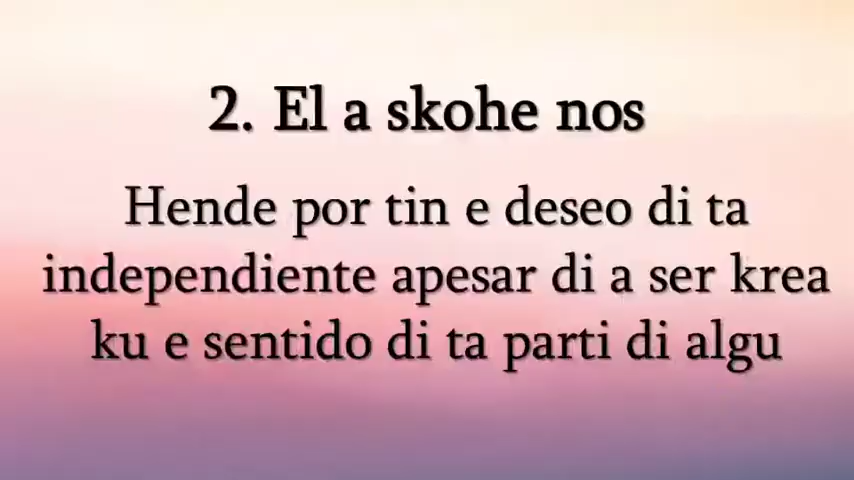 2. El a skohe nos
Hende por tin e deseo di ta
independiente apesar di a ser krea
ku e sentido di ta parti di algu